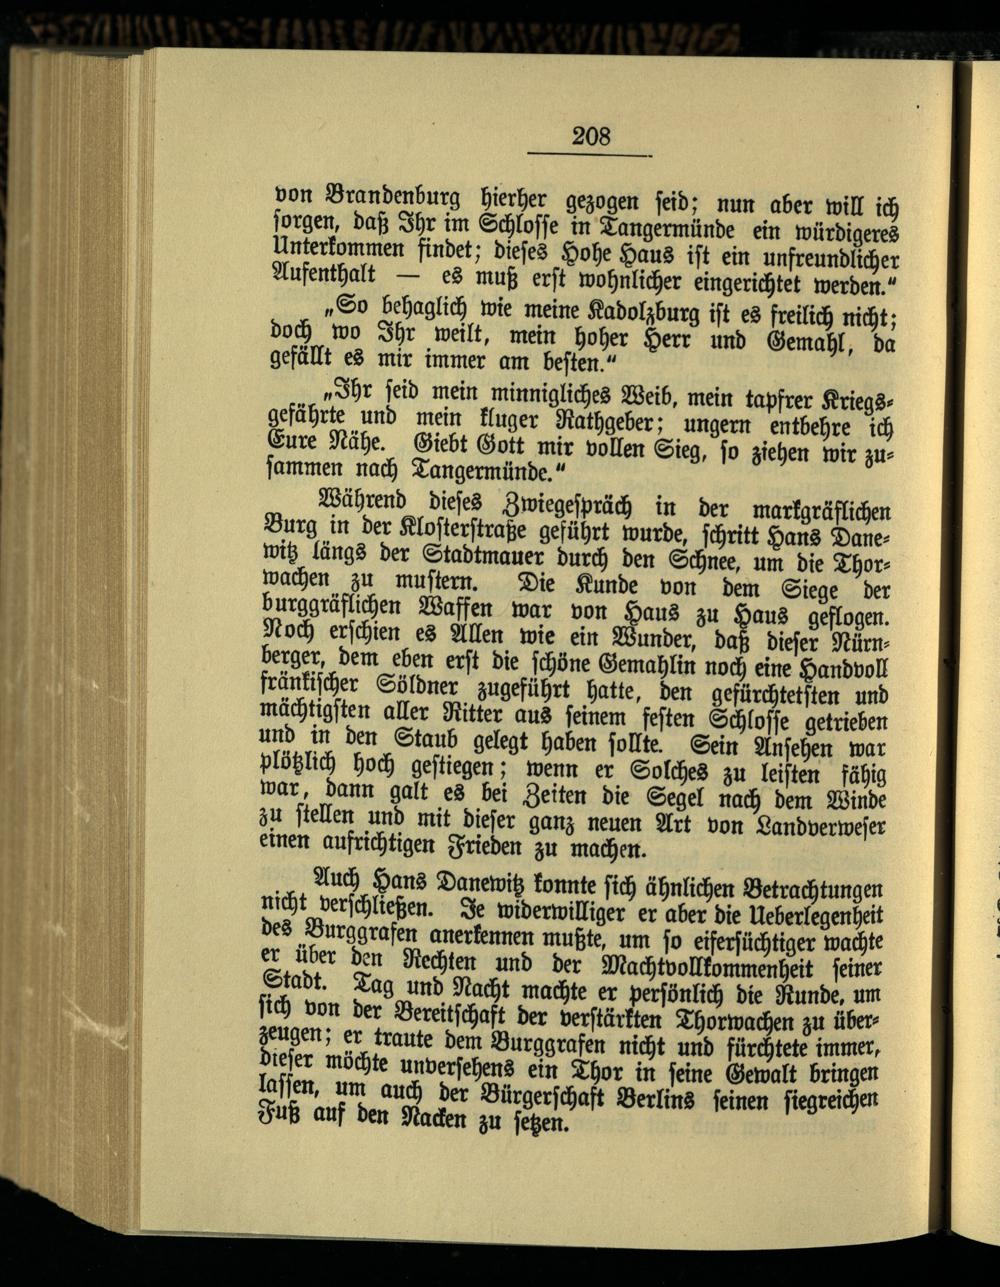 208
von Brandenburg hierher gezogen seid; nun aber will ich
sorgen, daß Ihr im Schlosse in Tangermünde ein würdigeres
Unterkommen findet; dieses Hohe Haus ist ein unfreundlicher
Aufenthalt — es muß erst wohnlicher eingerichtet werden.“
„So behaglich wie meine Kadolzburg ist es freilich nicht;
doch wo Ihr weilt, mein hoher Herr und Gemahl, da
gefällt es mir immer am besten.“
„Ihr seid mein minnigliches Weib, mein tapfrer Kriegs-
gefährte und mein kluger Rathgeber; ungern entbehre ich
Eure Nähe. Giebt Gott mir vollen Sieg, so ziehen wir zu-
sammen nach Tangermünde.“
Während dieses Zwiegespräch in der markgräflichen
Burg in der Klosterstraße geführt wurde, schritt Hans Dane-
witz längs der Stadtmauer durch den Schnee, um die Thor-
wachen zu mustern. Die Kunde von dem Siege der
burggräflichen Waffen war von Haus zu Haus geflogen.
Noch erschien es Allen wie ein Wunder, daß dieser Nürn-
berger, dem eben erst die schöne Gemahlin noch eine Handvoll
fränkischer Söldner zugeführt hatte, den gefürchtetsten und
mächtigsten aller Ritter aus seinem festen Schlosse getrieben
und in den Staub gelegt haben sollte. Sein Ansehen war
plötzlich hoch gestiegen; wenn er Solches zu leisten fähig
war, dann galt es bei Zeiten die Segel nach dem Winde
zu stellen und mit dieser ganz neuen Art von Landverweser
einen aufrichtigen Frieden zu machen.
Auch Hans Danewitz konnte sich ähnlichen Betrachtungen
nicht verschließen. Je widerwilliger er aber die Ueberlegenheit
des Burggrafen anerkennen mußte, um so eifersüchtiger wachte
er über den Rechten und der Machtvollkommenheit seiner
Stadt. Tag und Nacht machte er persönlich die Runde, um
sich von der Bereitschaft der verstärkten Thorwachen zu über-
zeugen; er traute dem Burggrafen nicht und fürchtete immer,
dieser möchte unversehens ein Thor in seine Gewalt bringen
lassen, um auch der Bürgerschaft Berlins seinen siegreichen
Fuß auf den Nacken zu setzen.